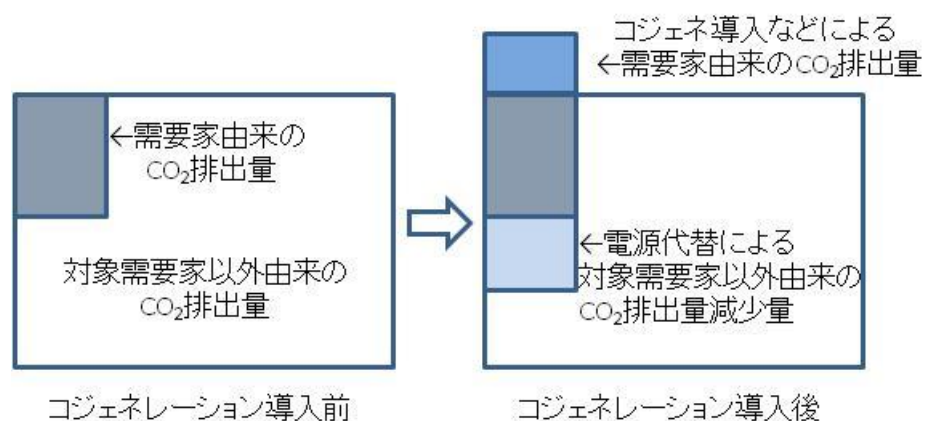 コジェネ導入などによる
←需要家由来のCO₂排出量
←需要家由来の
CO₂排出量
対象需要家以外由来の
CO₂排出量
←電源代替による
対象需要家以外由来の
CO₂排出量減少量
コジェネレーション導入前
コジェネレーション導入後